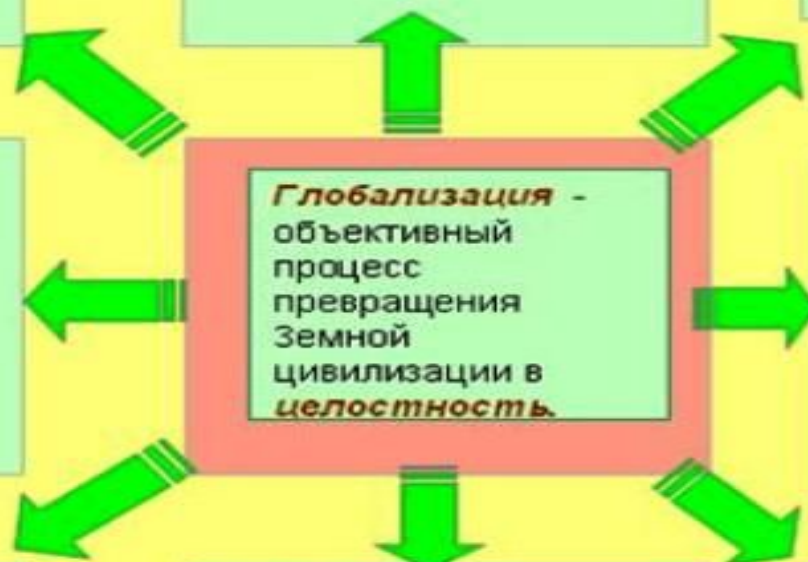 Глобализация -
объективный
процесс
превращения
Земной
цивилизации в
целостность.